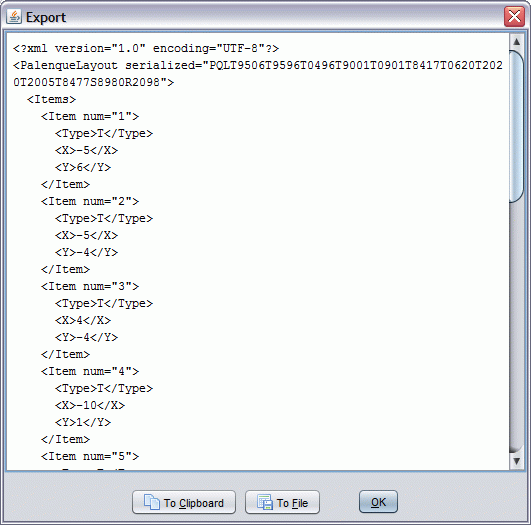 Export
<?xml version="1.0" encoding="UTF-8"?>
<PalenqueLayout serialized="PQLT9506T9596T0496T9001T0901T8417T0620T202
0T2005T8477S8980R2098">
  <Items>
    <Item num="1">
      <Type>T</Type>
      <X>-5</X>
      <Y>6</Y>
    </Item>
    <Item num="2">
      <Type>T</Type>
      <X>-5</X>
      <Y>-4</Y>
    </Item>
    <Item num="3">
      <Type>T</Type>
      <X>4</X>
      <Y>-4</Y>
    </Item>
    <Item num="4">
      <Type>T</Type>
      <X>-10</X>
      <Y>1</Y>
    </Item>
    <Item num="5">
To Clipboard
To File
OK